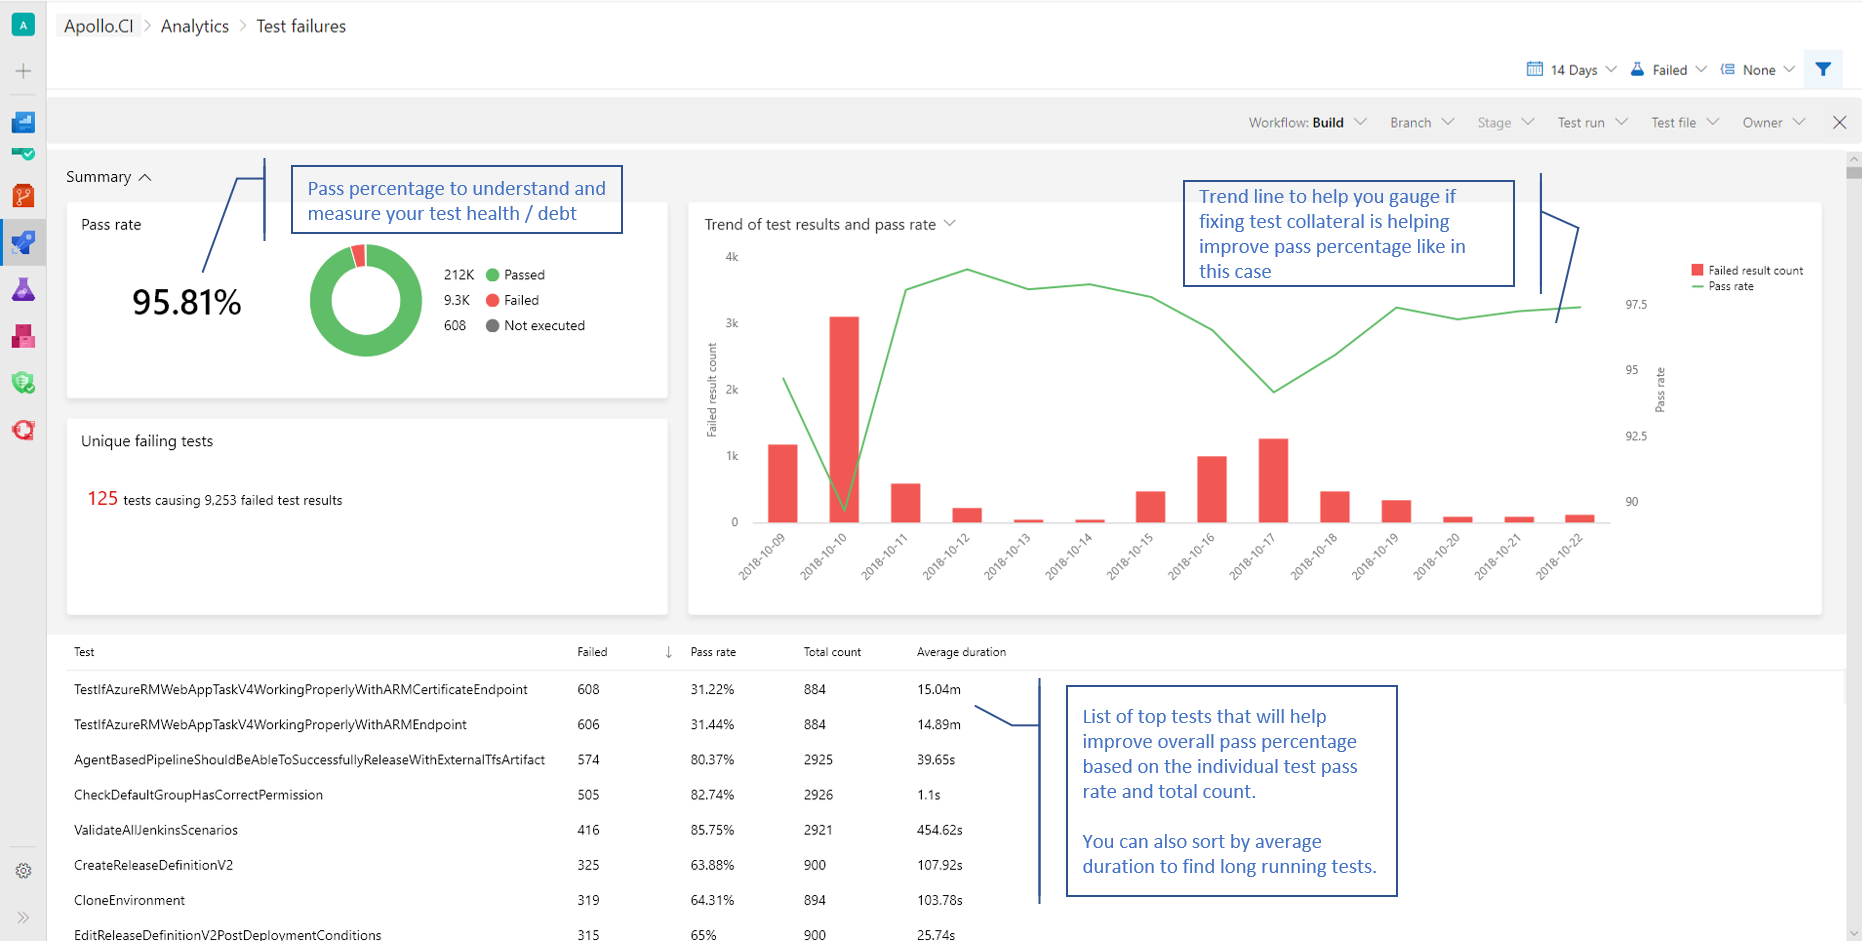 A
Apollo.CI > Analytics > Test failures
14 Days Failed None
Workflow: Build Branch Stage Test run Test file Owner
Summary
Pass percentage to understand and
measure your test health / debt
Pass rate
95.81%
212K Passed
9.3K Failed
608 Not executed
Unique failing tests
125 tests causing 9,253 failed test results
Trend of test results and pass rate
Trend line to help you gauge if
fixing test collateral is helping
improve pass percentage like in
this case
Failed result count
Pass rate
4k
3k
2k
1k
0
Failed result count
97.5
95
92.5
90
Pass rate
2018-10-09
2018-10-10
2018-10-11
2018-10-12
2018-10-13
2018-10-14
2018-10-15
2018-10-16
2018-10-17
2018-10-18
2018-10-19
2018-10-20
2018-10-21
2018-10-22
Test Failed ↓ Pass rate Total count Average duration
TestIfAzureRMWebAppTaskV4WorkingProperlyWithARMCertificateEndpoint 608 31.22% 884 15.04m
TestIfAzureRMWebAppTaskV4WorkingProperlyWithARMEndpoint 606 31.44% 884 14.89m
AgentBasedPipelineShouldBeAbleToSuccessfullyReleaseWithExternalTfsArtifact 574 80.37% 2925 39.65s
CheckDefaultGroupHasCorrectPermission 505 82.74% 2926 1.1s
ValidateAllJenkinsScenarios 416 85.75% 2921 454.62s
CreateReleaseDefinitionV2 325 63.88% 900 107.92s
CloneEnvironment 319 64.31% 894 103.78s
EditReleaseDefinitionV2PostDeploymentConditions 315 65% 900 25.74s
List of top tests that will help
improve overall pass percentage
based on the individual test pass
rate and total count.
You can also sort by average
duration to find long running tests.